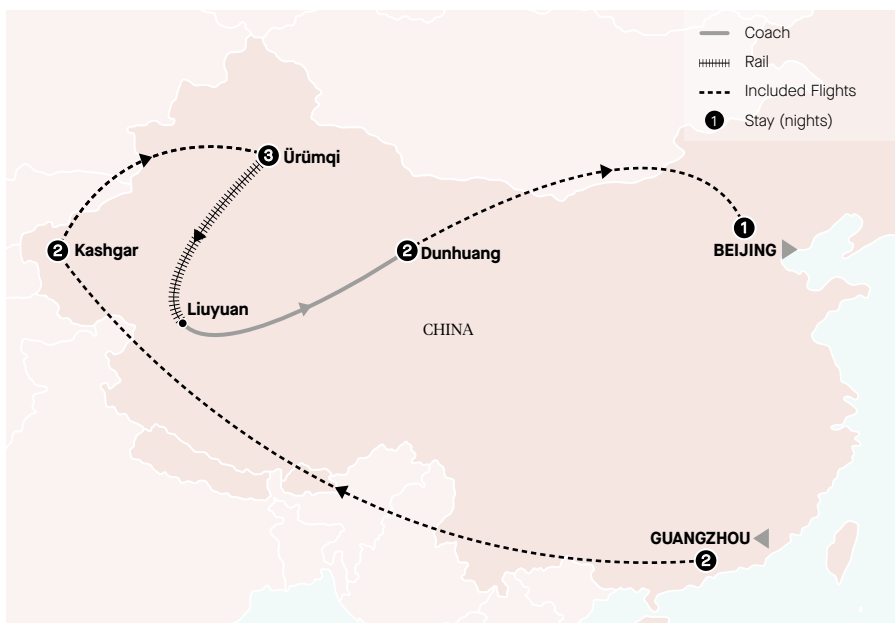 Coach
Rail
Included Flights
1 Stay (nights)
3 Ürümqi
2 Kashgar
2 Dunhuang
1
BEIJING
Liuyuan
CHINA
GUANGZHOU
2